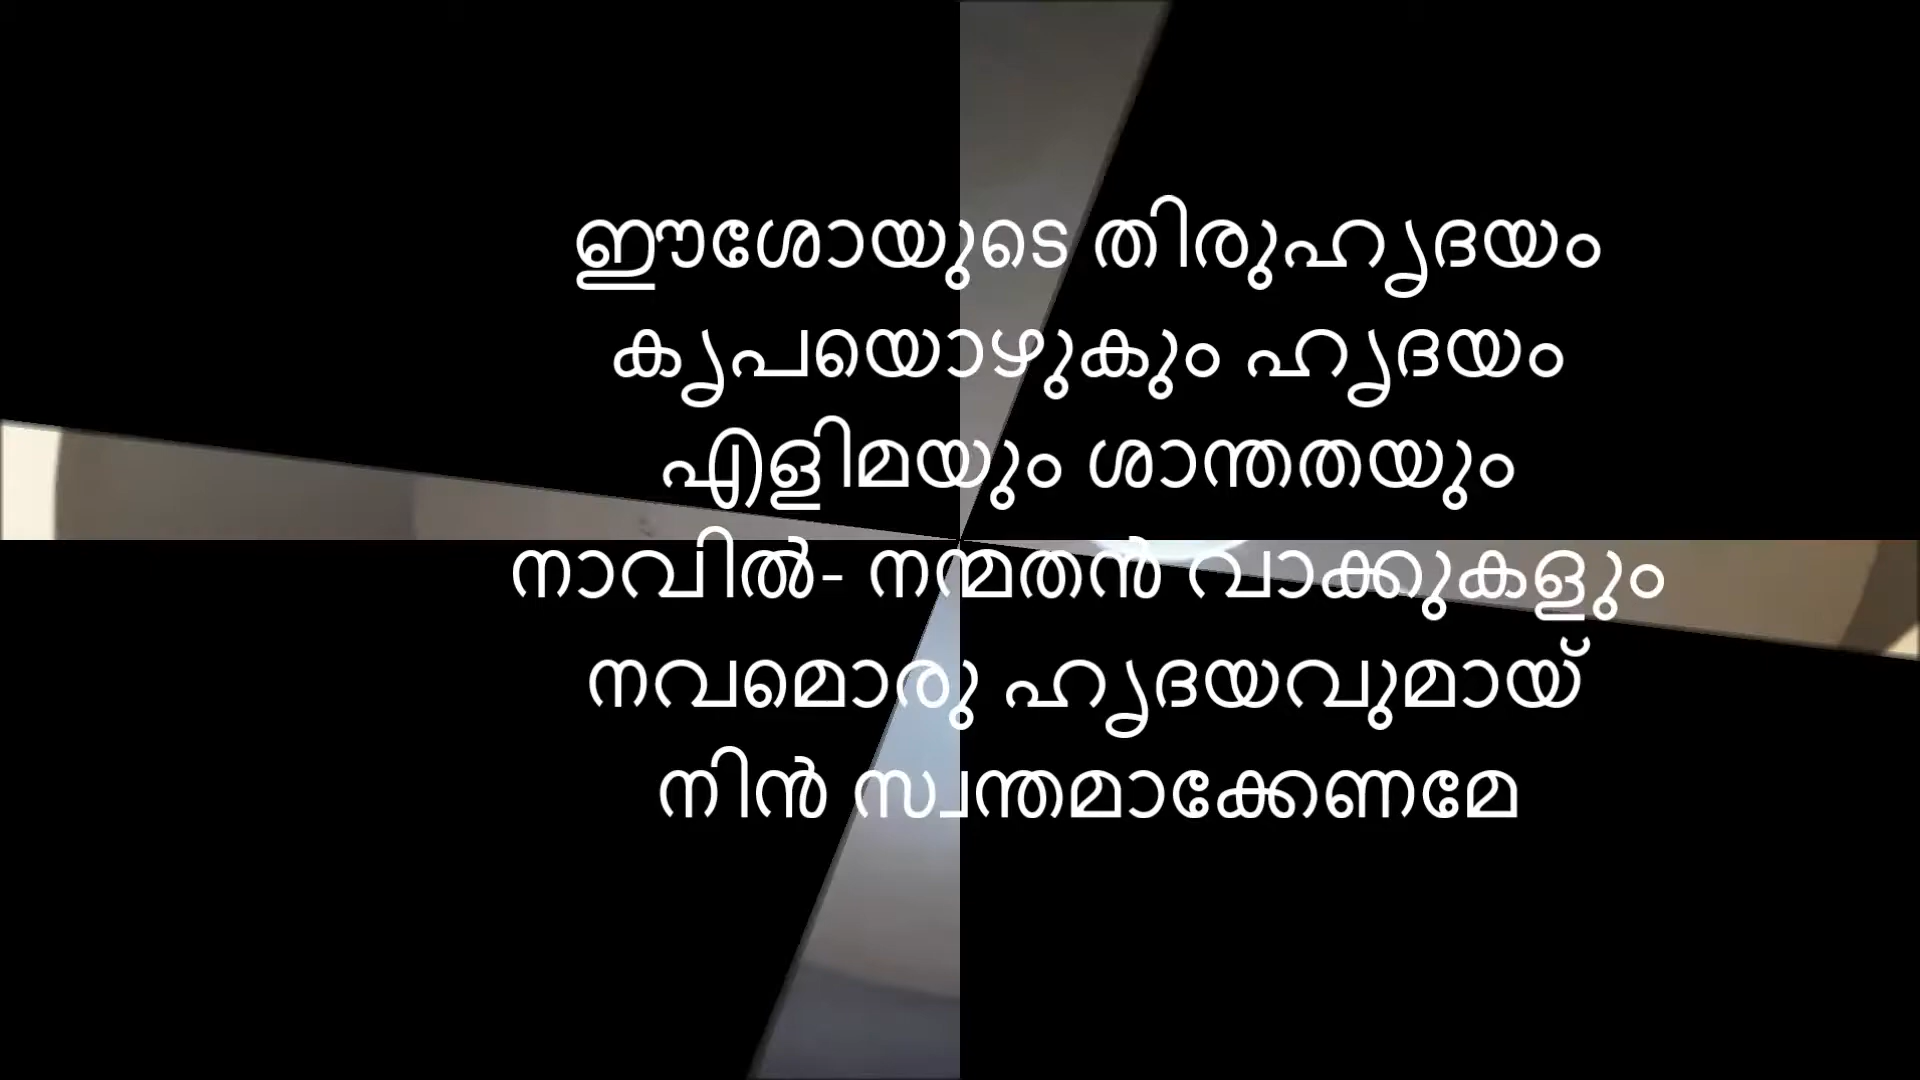 ഈശോയുടെ തിരുഹൃദയം
കൃപയൊഴുകും ഹൃദയം
എളിമയും ശാന്തതയും
നാവിൽ- നന്മതൻ വാക്കുകളും
നവമൊരു ഹൃദയവുമായ്
നിൻ സ്വന്തമാക്കേണമേ